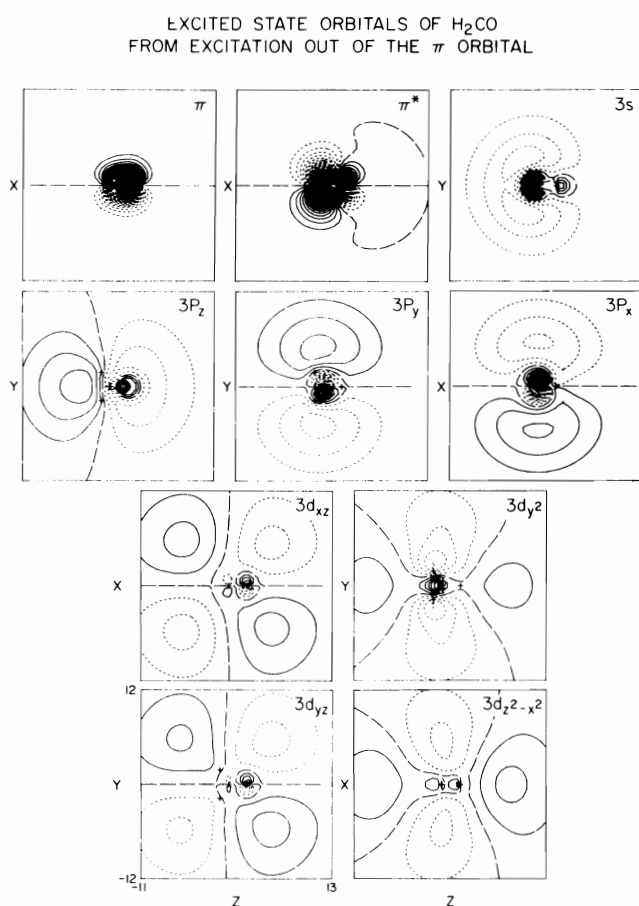 EXCITED STATE ORBITALS OF H₂CO
FROM EXCITATION OUT OF THE π ORBITAL
π
π*
3s
X
X
Y
3Pz
3Py
3Pₓ
Y
Y
X
3dxz
3dy²
X
Y
12
3dyz
3dz²-x²
Y
X
-12
-11
13
Z
Z